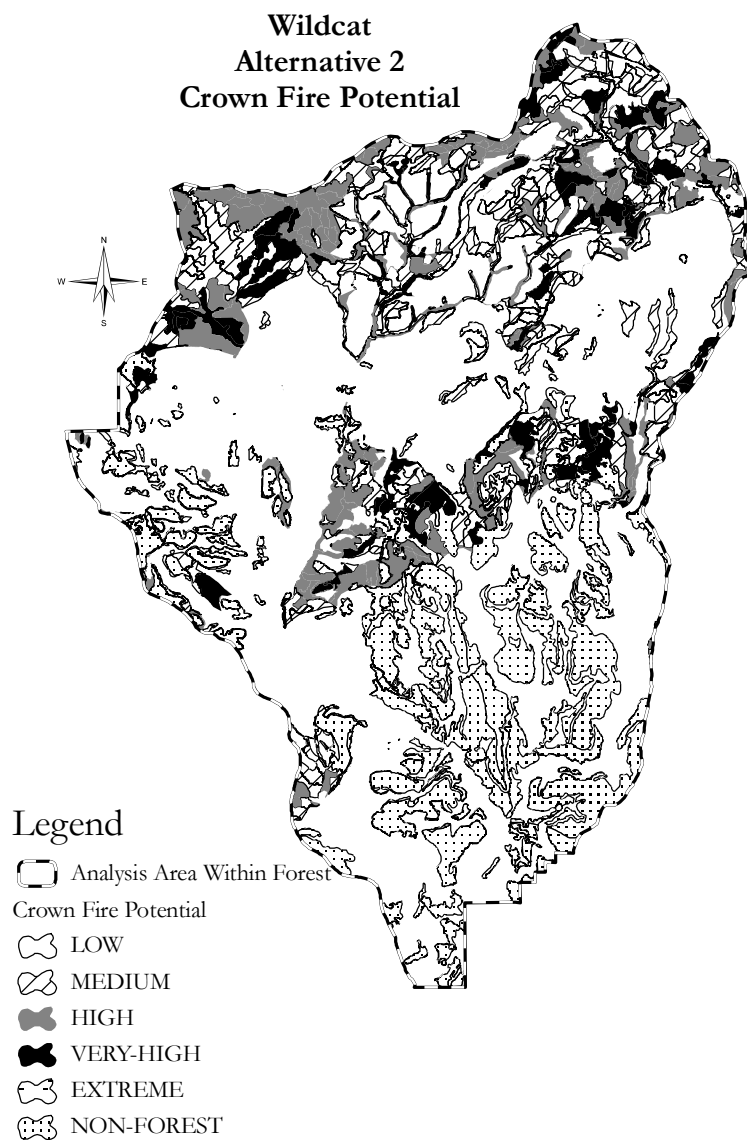 Wildcat
Alternative 2
Crown Fire Potential
N
W E
S
Legend
Analysis Area Within Forest
Crown Fire Potential
LOW
MEDIUM
HIGH
VERY-HIGH
EXTREME
NON-FOREST